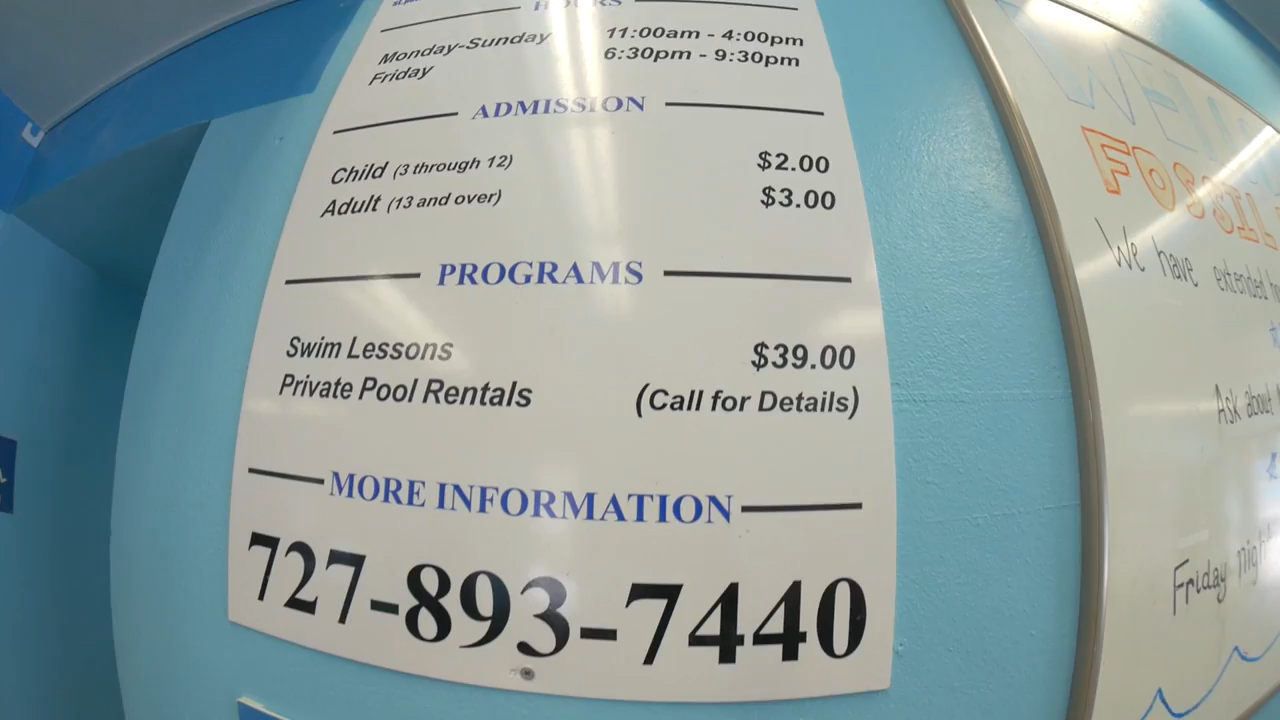 HOURS
Monday-Sunday 11:00am - 4:00pm
Friday 6:30pm - 9:30pm
ADMISSION
Child (3 through 12) $2.00
Adult (13 and over) $3.00
PROGRAMS
Swim Lessons $39.00
Private Pool Rentals (Call for Details)
MORE INFORMATION
727-893-7440
FOSSIL
We have extended
Ask about
Friday